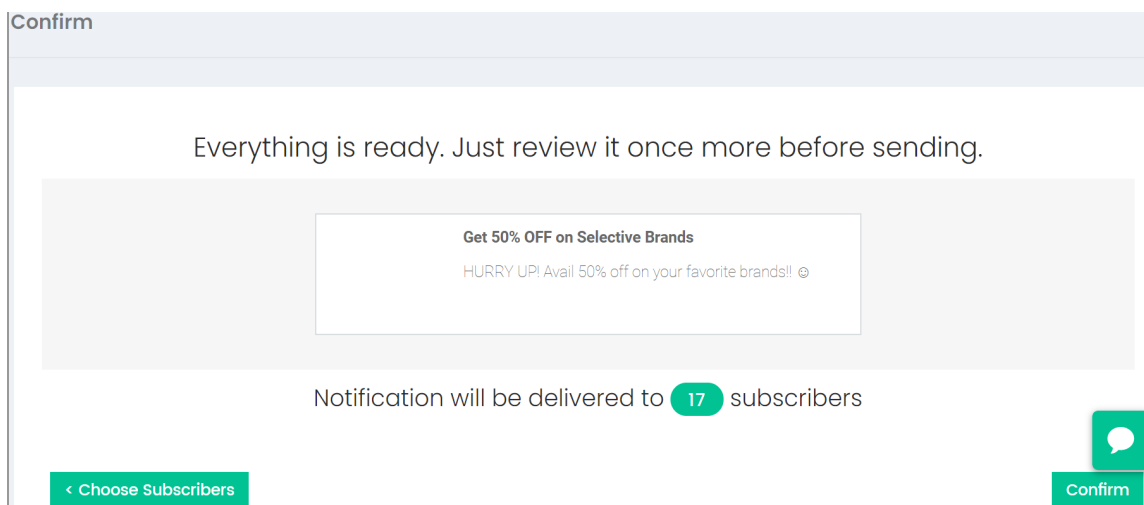 Confirm
Everything is ready. Just review it once more before sending.
Get 50% OFF on Selective Brands
HURRY UP! Avail 50% off on your favorite brands!! ☺
Notification will be delivered to 17 subscribers
< Choose Subscribers
Confirm